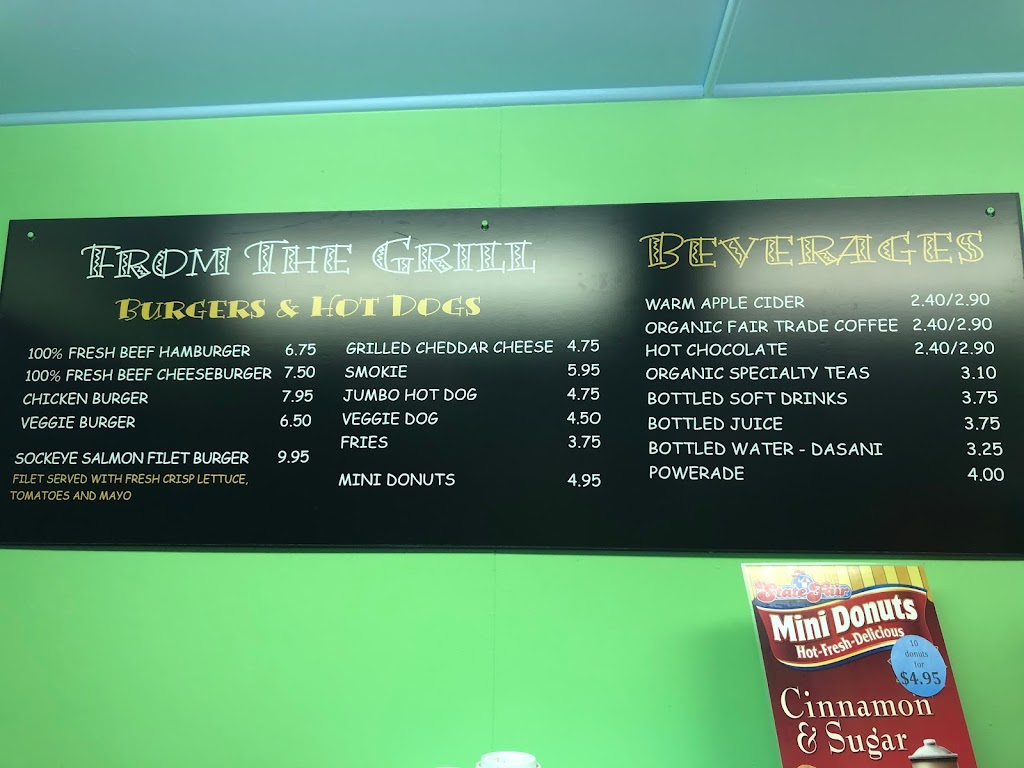 FROM THE GRILL
BURGERS & HOT DOGS
100% FRESH BEEF HAMBURGER 6.75
100% FRESH BEEF CHEESEBURGER 7.50
CHICKEN BURGER 7.95
VEGGIE BURGER 6.50
SOCKEYE SALMON FILET BURGER 9.95
FILET SERVED WITH FRESH CRISP LETTUCE,
TOMATOES AND MAYO
GRILLED CHEDDAR CHEESE 4.75
SMOKIE 5.95
JUMBO HOT DOG 4.75
VEGGIE DOG 4.50
FRIES 3.75
MINI DONUTS 4.95
BEVERAGES
WARM APPLE CIDER 2.40/2.90
ORGANIC FAIR TRADE COFFEE 2.40/2.90
HOT CHOCOLATE 2.40/2.90
ORGANIC SPECIALTY TEAS 3.10
BOTTLED SOFT DRINKS 3.75
BOTTLED JUICE 3.75
BOTTLED WATER - DASANI 3.25
POWERADE 4.00
State Fair
Mini Donuts
Hot-Fresh-Delicious
10
donuts
for
$4.95
Cinnamon
& Sugar